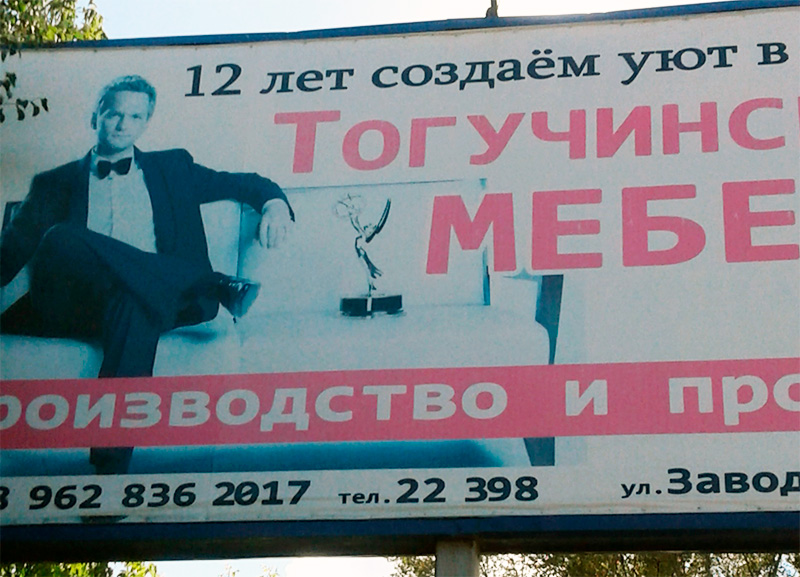 12 лет создаём уют в
Тогучинс
МЕБЕ
роизводство и про
8 962 836 2017 тел.22 398 ул.Завод